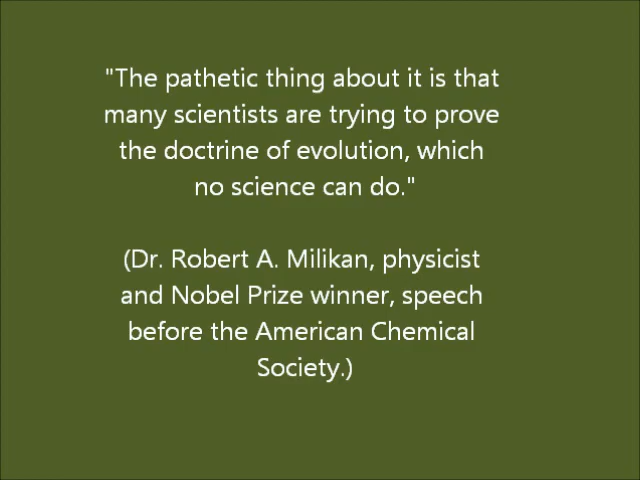 "The pathetic thing about it is that
many scientists are trying to prove
the doctrine of evolution, which
no science can do."
(Dr. Robert A. Milikan, physicist
and Nobel Prize winner, speech
before the American Chemical
Society.)